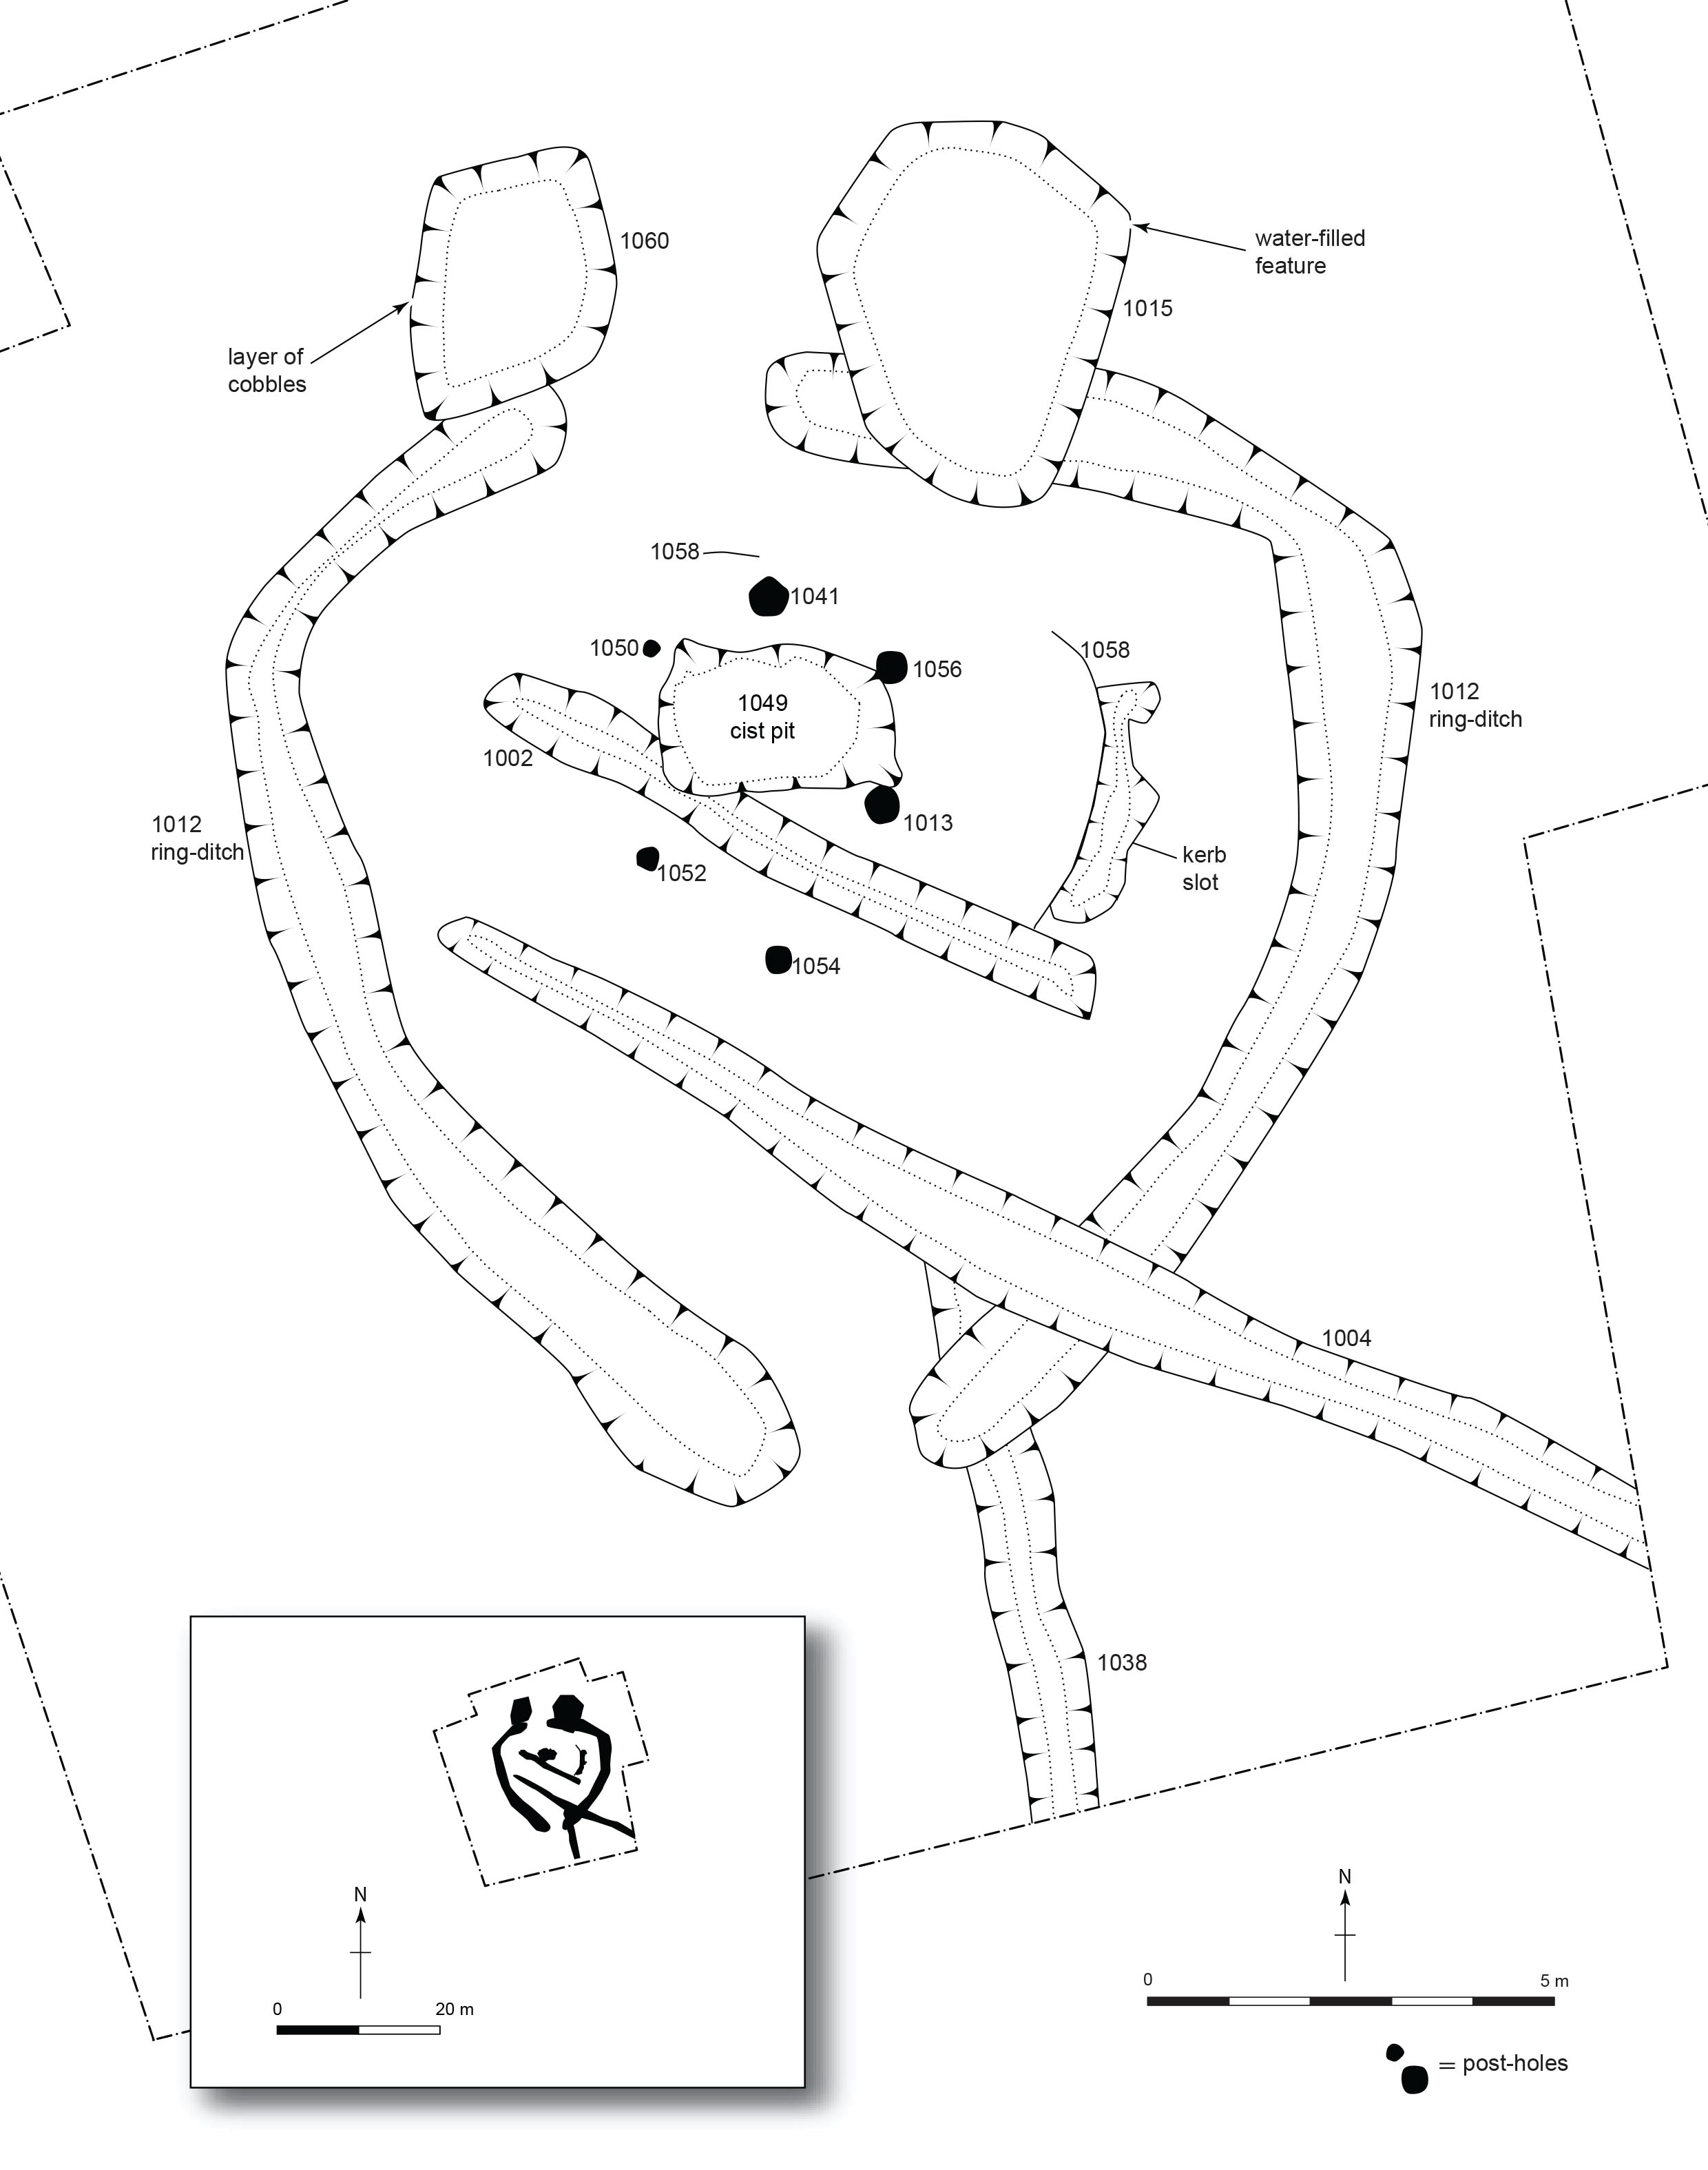 1060
water-filled
feature
1015
layer of
cobbles
1058
1041
1050
1058
1056
1049
cist pit
1012
ring-ditch
1002
1013
1012
ring-ditch
kerb
slot
1052
1054
1004
1038
N
0 20 m
N
0 5 m
= post-holes